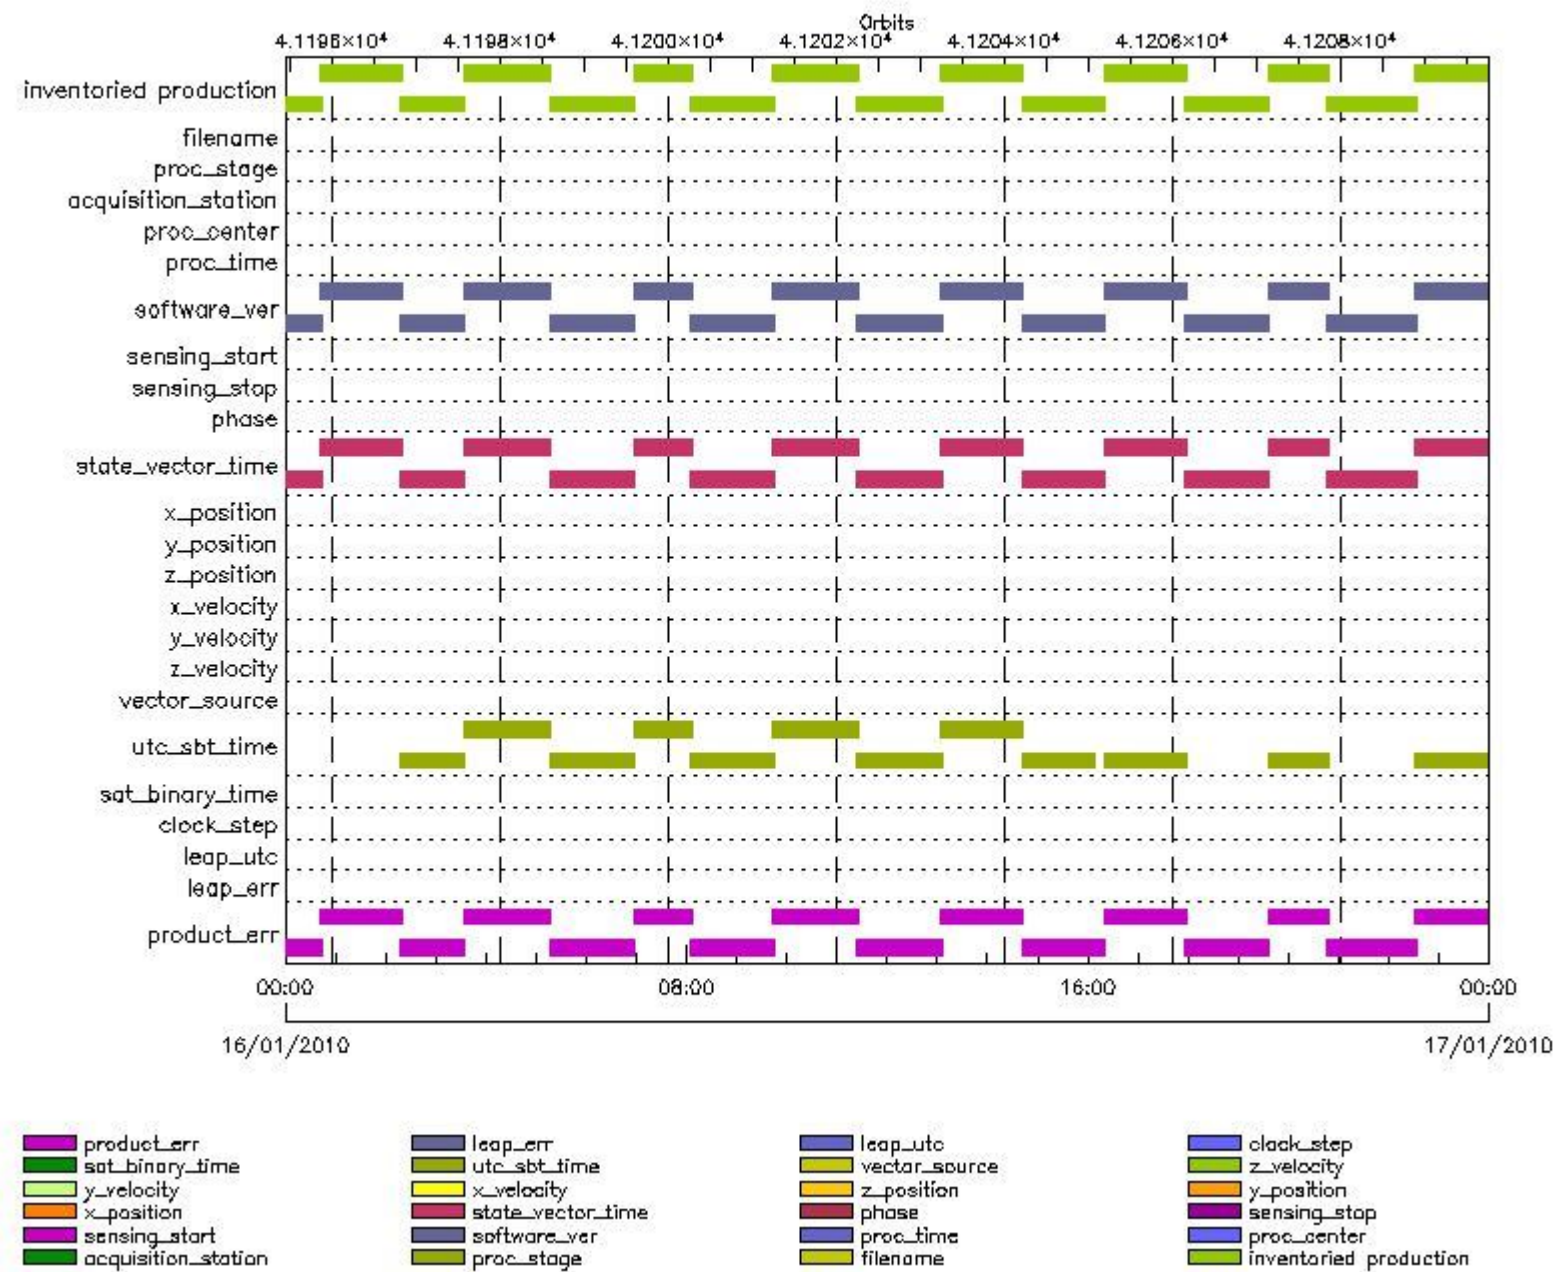 Orbits
4.1196×10⁴ 4.1198×10⁴ 4.1200×10⁴ 4.1202×10⁴ 4.1204×10⁴ 4.1206×10⁴ 4.1208×10⁴
inventoried production
filename
proc_stage
acquisition_station
proc_center
proc_time
software_ver
sensing_start
sensing_stop
phase
state_vector_time
x_position
y_position
z_position
x_velocity
y_velocity
z_velocity
vector_source
utc_sbt_time
sat_binary_time
clock_step
leap_utc
leap_err
product_err
00:00 08:00 16:00 00:00
16/01/2010 17/01/2010
product_err leap_err leap_utc clock_step
sat_binary_time utc_sbt_time vector_source z_velocity
y_velocity x_velocity z_position y_position
x_position state_vector_time phase sensing_stop
sensing_start software_ver proc_time proc_center
acquisition_station proc_stage filename inventoried production